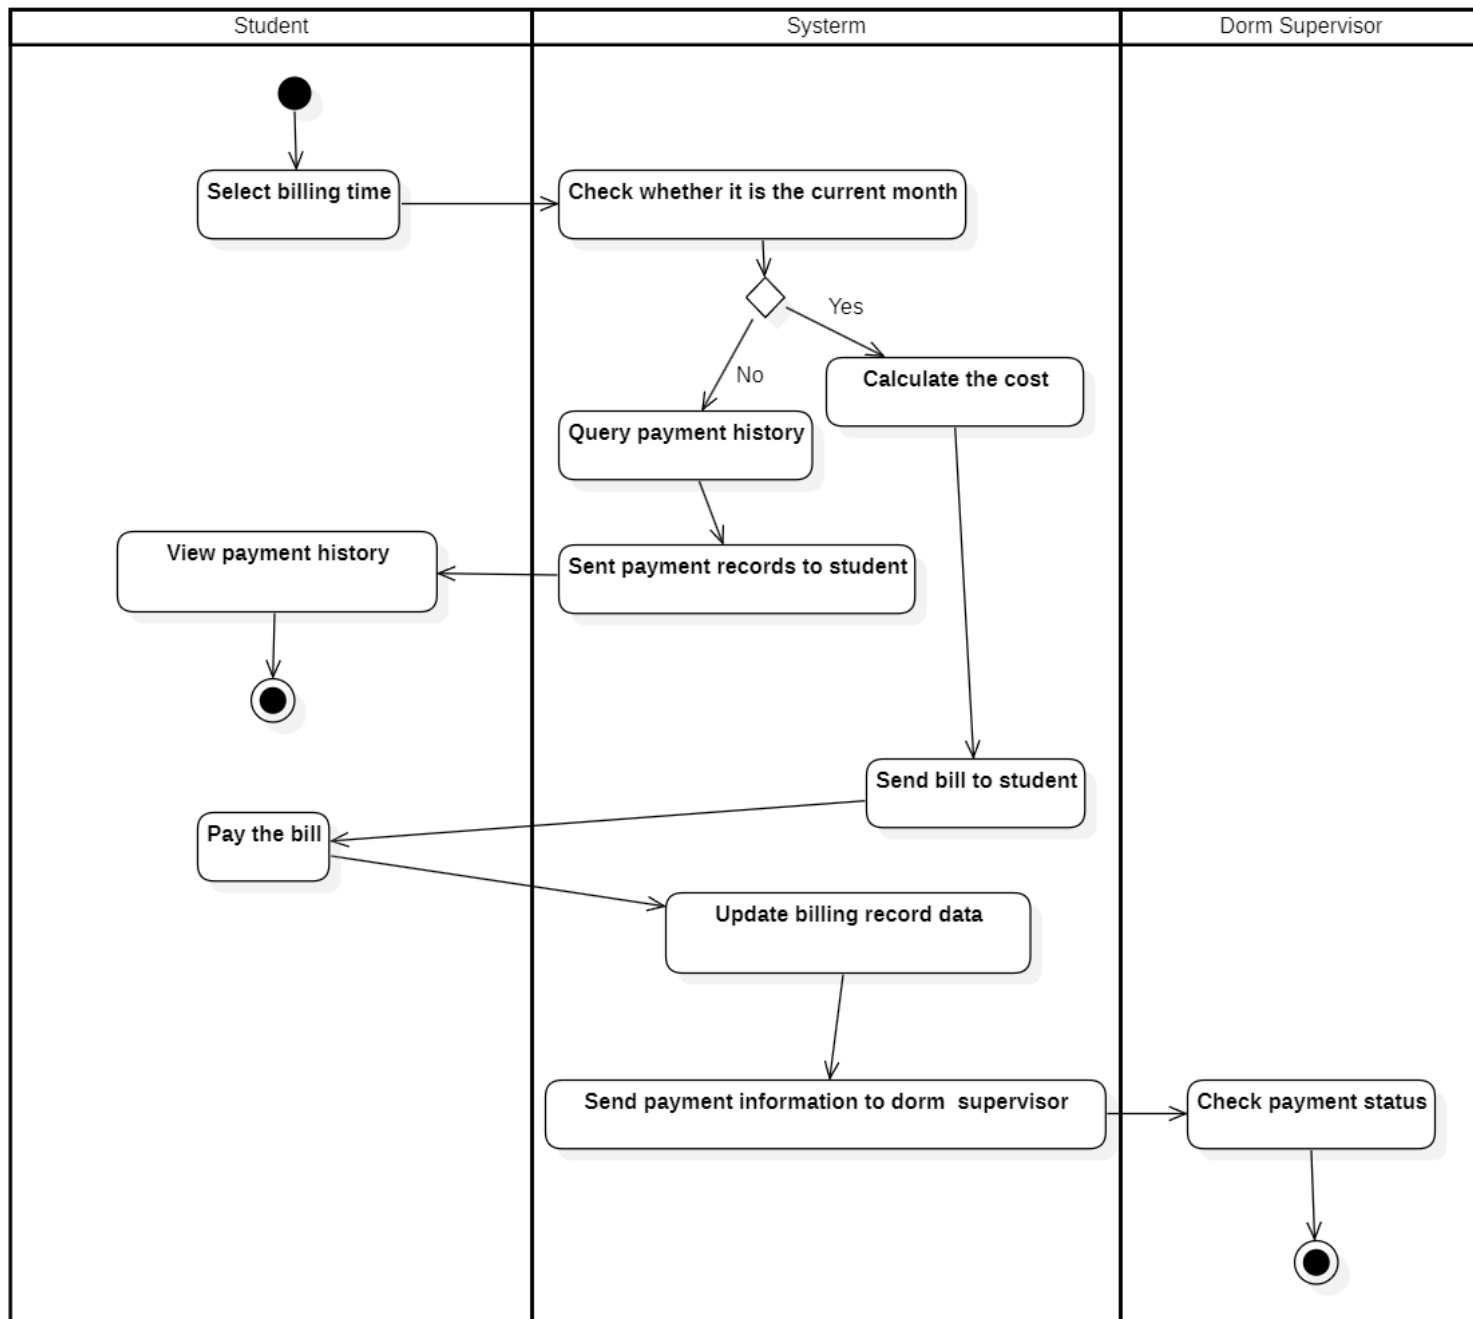 Student
Systerm
Dorm Supervisor
Select billing time
Check whether it is the current month
Yes
No
Calculate the cost
Query payment history
View payment history
Sent payment records to student
Send bill to student
Pay the bill
Update billing record data
Send payment information to dorm  supervisor
Check payment status